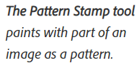 The Pattern Stamp tool
paints with part of an
image as a pattern.